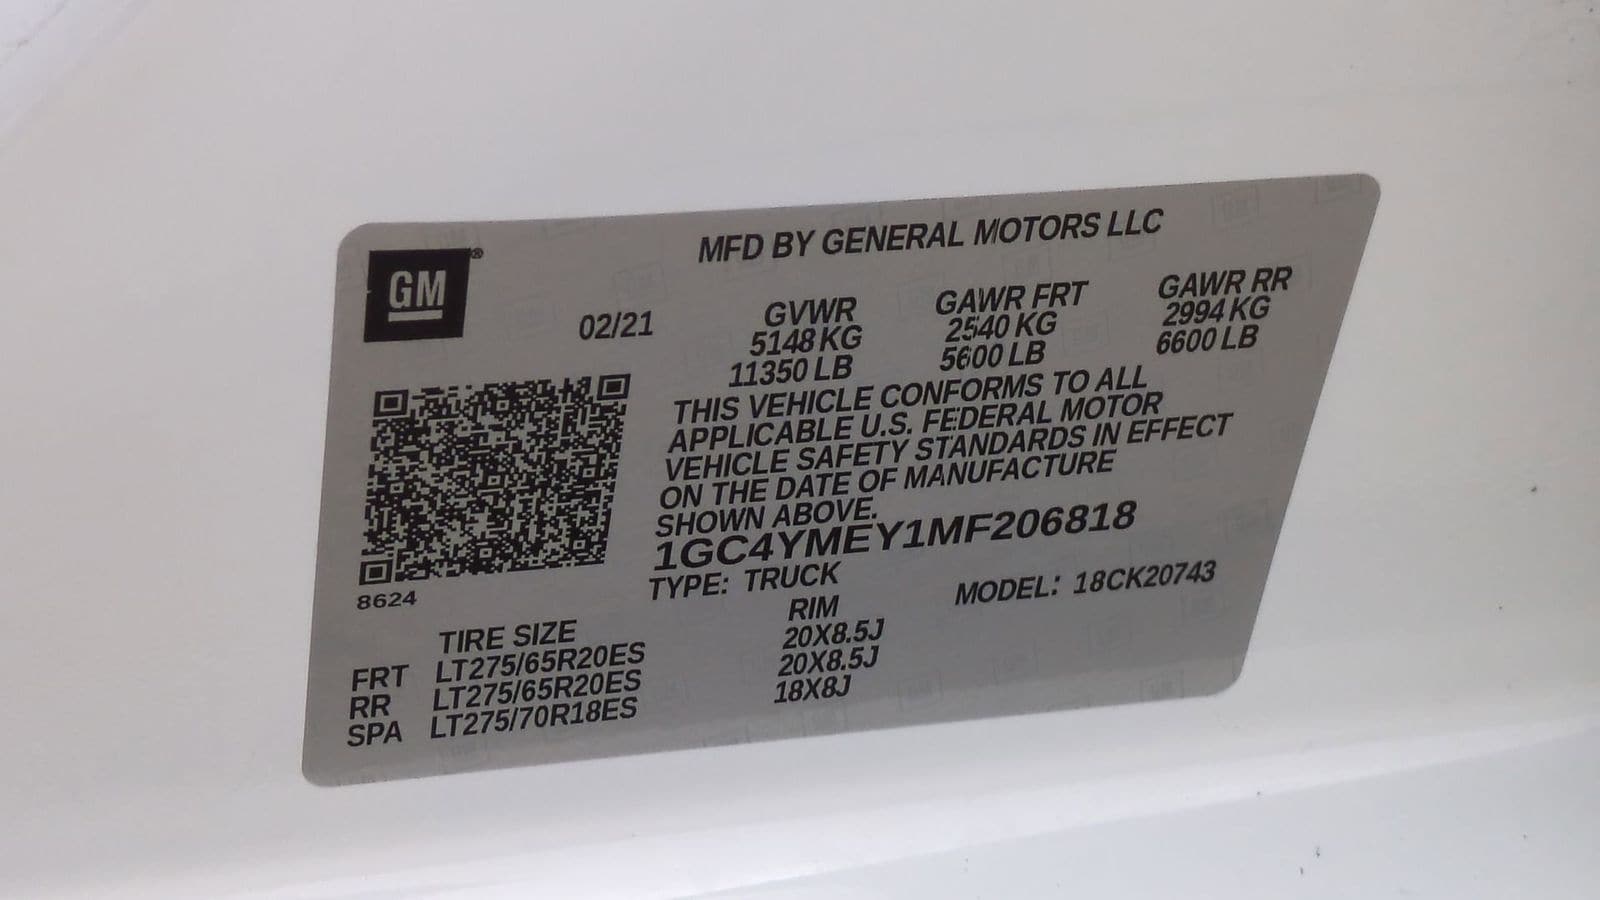 MFD BY GENERAL MOTORS LLC
GM®
02/21
GVWR GAWR FRT GAWR RR
5148 KG 2540 KG 2994 KG
11350 LB 5600 LB 6600 LB
THIS VEHICLE CONFORMS TO ALL
APPLICABLE U.S. FEDERAL MOTOR
VEHICLE SAFETY STANDARDS IN EFFECT
ON THE DATE OF MANUFACTURE
SHOWN ABOVE.
1GC4YMEY1MF206818
TYPE: TRUCK MODEL: 18CK20743
8624
TIRE SIZE RIM
FRT LT275/65R20ES 20X8.5J
RR LT275/65R20ES 20X8.5J
SPA LT275/70R18ES 18X8J